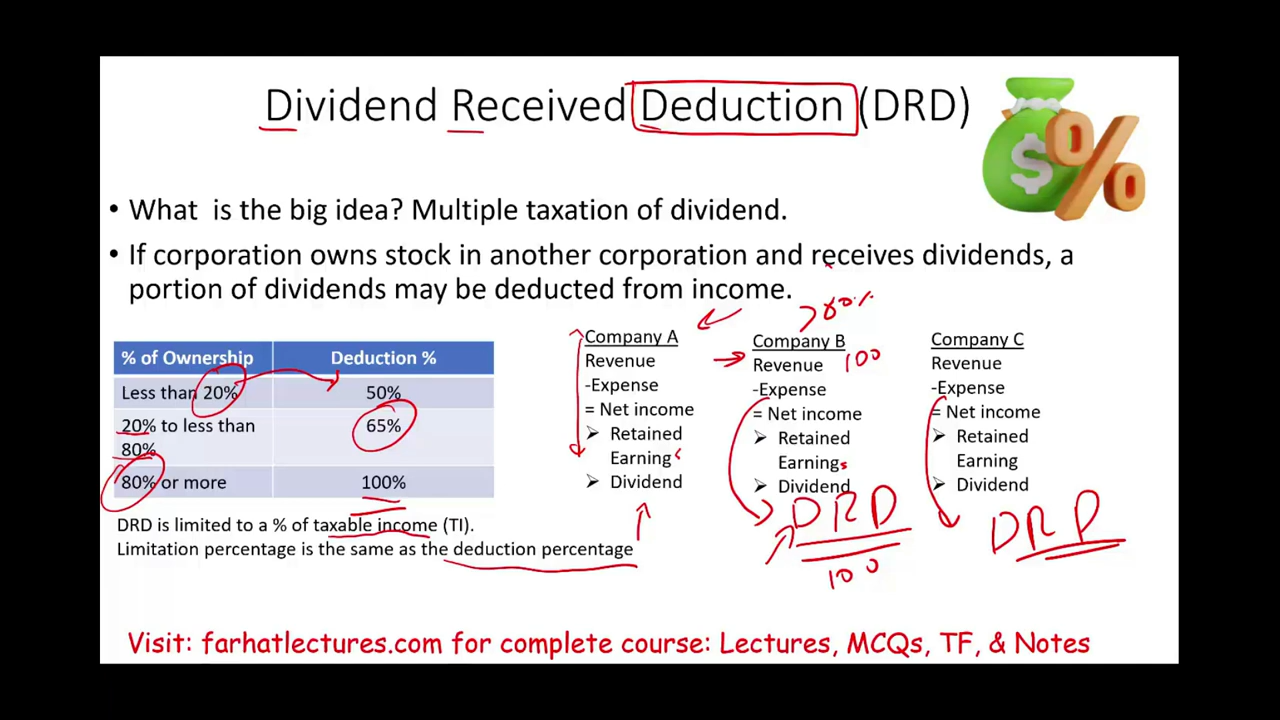 Dividend Received Deduction (DRD)
$ %
• What is the big idea? Multiple taxation of dividend.
• If corporation owns stock in another corporation and receives dividends, a
portion of dividends may be deducted from income.
>80%
% of Ownership Deduction %
Less than 20% 50%
20% to less than 65%
80%
80% or more 100%
DRD is limited to a % of taxable income (TI).
Limitation percentage is the same as the deduction percentage
Company A
Revenue
-Expense
= Net income
➤ Retained
Earning
➤ Dividend
Company B
Revenue 100
-Expense
= Net income
➤ Retained
Earnings
➤ Dividend
DRD
100
Company C
Revenue
-Expense
= Net income
➤ Retained
Earning
➤ Dividend
DRD
Visit: farhatlectures.com for complete course: Lectures, MCQs, TF, & Notes